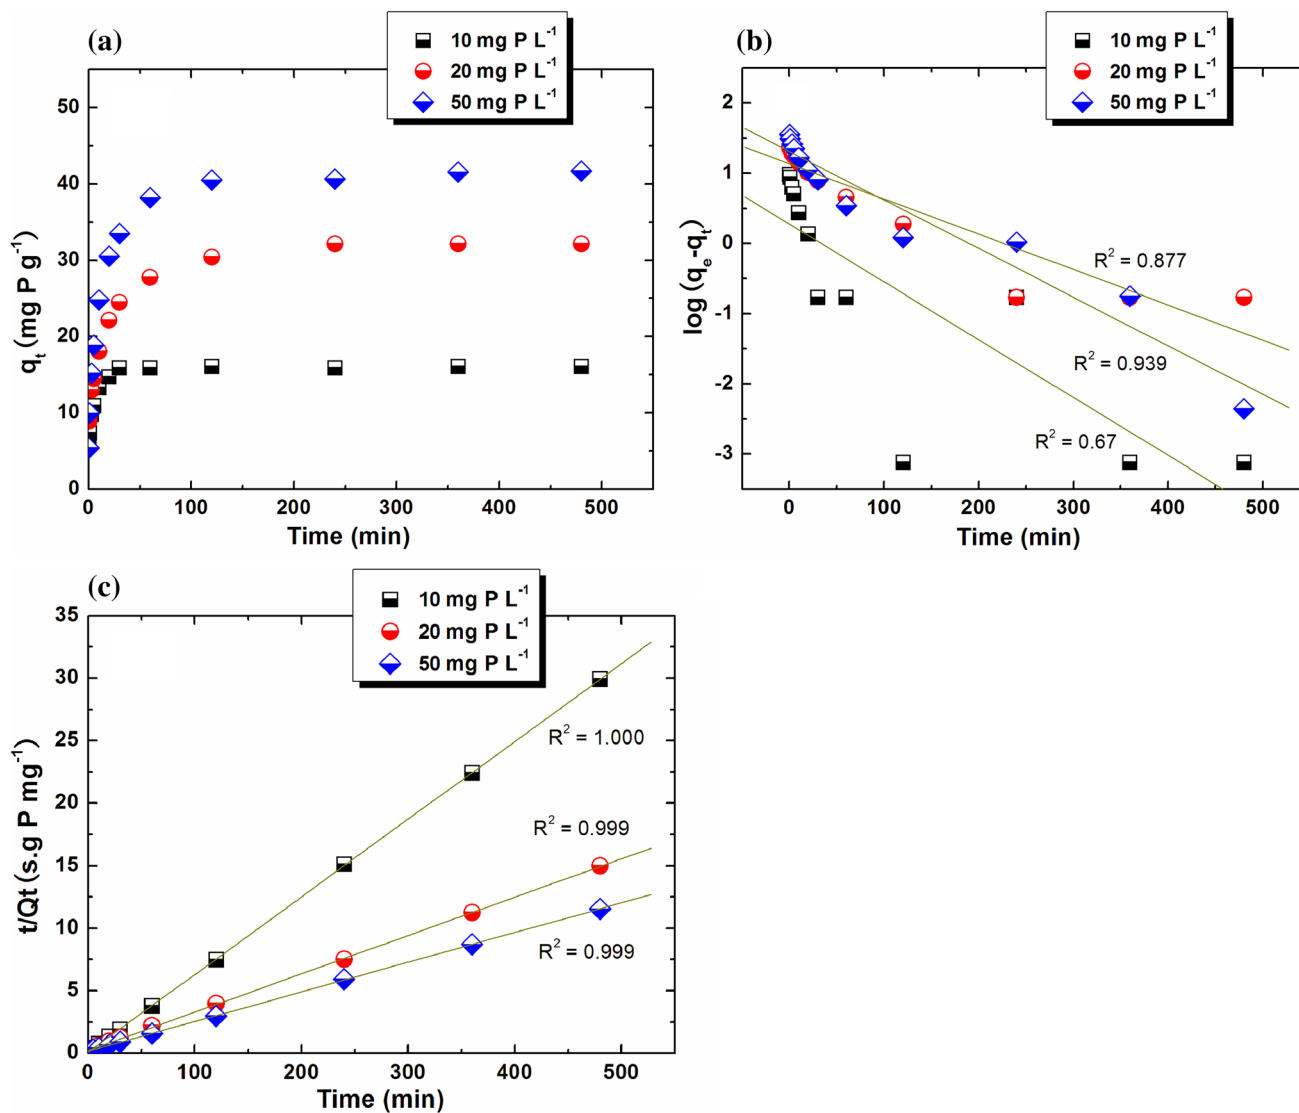 (a)
10 mg P L⁻¹
20 mg P L⁻¹
50 mg P L⁻¹
qₜ (mg P g⁻¹)
50
40
30
20
10
0
0 100 200 300 400 500
Time (min)
(b)
10 mg P L⁻¹
20 mg P L⁻¹
50 mg P L⁻¹
log (qₑ-qₜ)
2
1
0
-1
-2
-3
R² = 0.877
R² = 0.939
R² = 0.67
0 100 200 300 400 500
Time (min)
(c)
10 mg P L⁻¹
20 mg P L⁻¹
50 mg P L⁻¹
t/Qt (s.g P mg⁻¹)
35
30
25
20
15
10
5
0
R² = 1.000
R² = 0.999
R² = 0.999
0 100 200 300 400 500
Time (min)